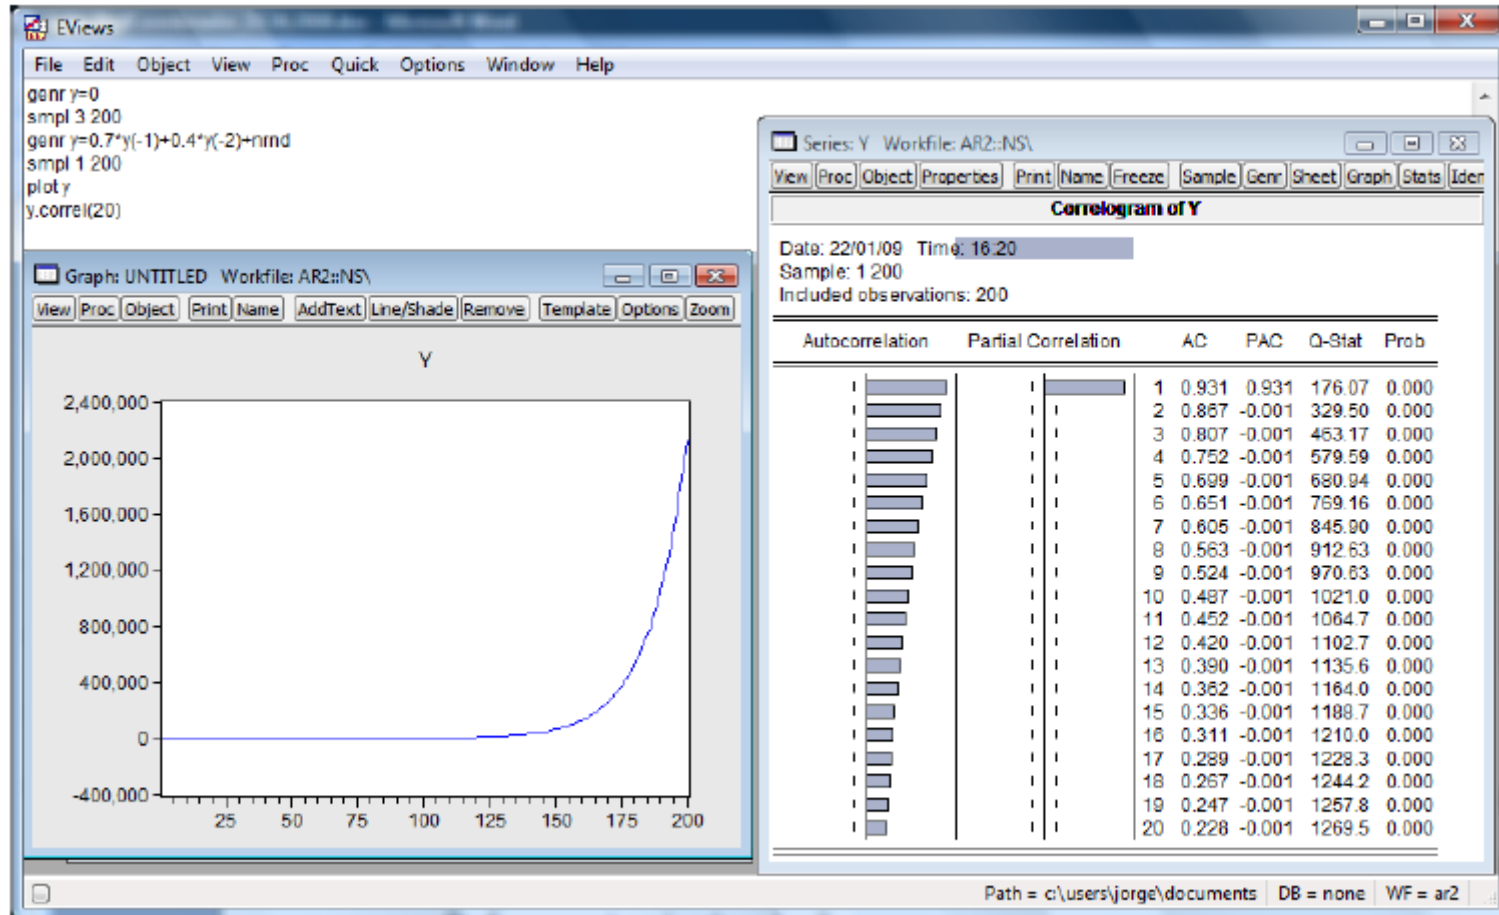 EViews
File Edit Object View Proc Quick Options Window Help
genr y=0
smpl 3 200
genr y=0.7*y(-1)+0.4*y(-2)+nrnd
smpl 1 200
plot y
y.correl(20)
Graph: UNTITLED Workfile: AR2::NS\
View Proc Object Print Name AddText Line/Shade Remove Template Options Zoom
Y
2,400,000
2,000,000
1,600,000
1,200,000
800,000
400,000
0
-400,000
25 50 75 100 125 150 175 200
Series: Y Workfile: AR2::NS\
View Proc Object Properties Print Name Freeze Sample Genr Sheet Graph Stats Iden
Correlogram of Y
Date: 22/01/09 Time: 16:20
Sample: 1 200
Included observations: 200
Autocorrelation Partial Correlation AC PAC Q-Stat Prob
1 0.931 0.931 176.07 0.000
2 0.867 -0.001 329.50 0.000
3 0.807 -0.001 463.17 0.000
4 0.752 -0.001 579.59 0.000
5 0.699 -0.001 680.94 0.000
6 0.651 -0.001 769.16 0.000
7 0.605 -0.001 845.90 0.000
8 0.563 -0.001 912.63 0.000
9 0.524 -0.001 970.63 0.000
10 0.487 -0.001 1021.0 0.000
11 0.452 -0.001 1064.7 0.000
12 0.420 -0.001 1102.7 0.000
13 0.390 -0.001 1135.6 0.000
14 0.362 -0.001 1164.0 0.000
15 0.336 -0.001 1188.7 0.000
16 0.311 -0.001 1210.0 0.000
17 0.289 -0.001 1228.3 0.000
18 0.267 -0.001 1244.2 0.000
19 0.247 -0.001 1257.8 0.000
20 0.228 -0.001 1269.5 0.000
Path = c:\users\jorge\documents DB = none WF = ar2